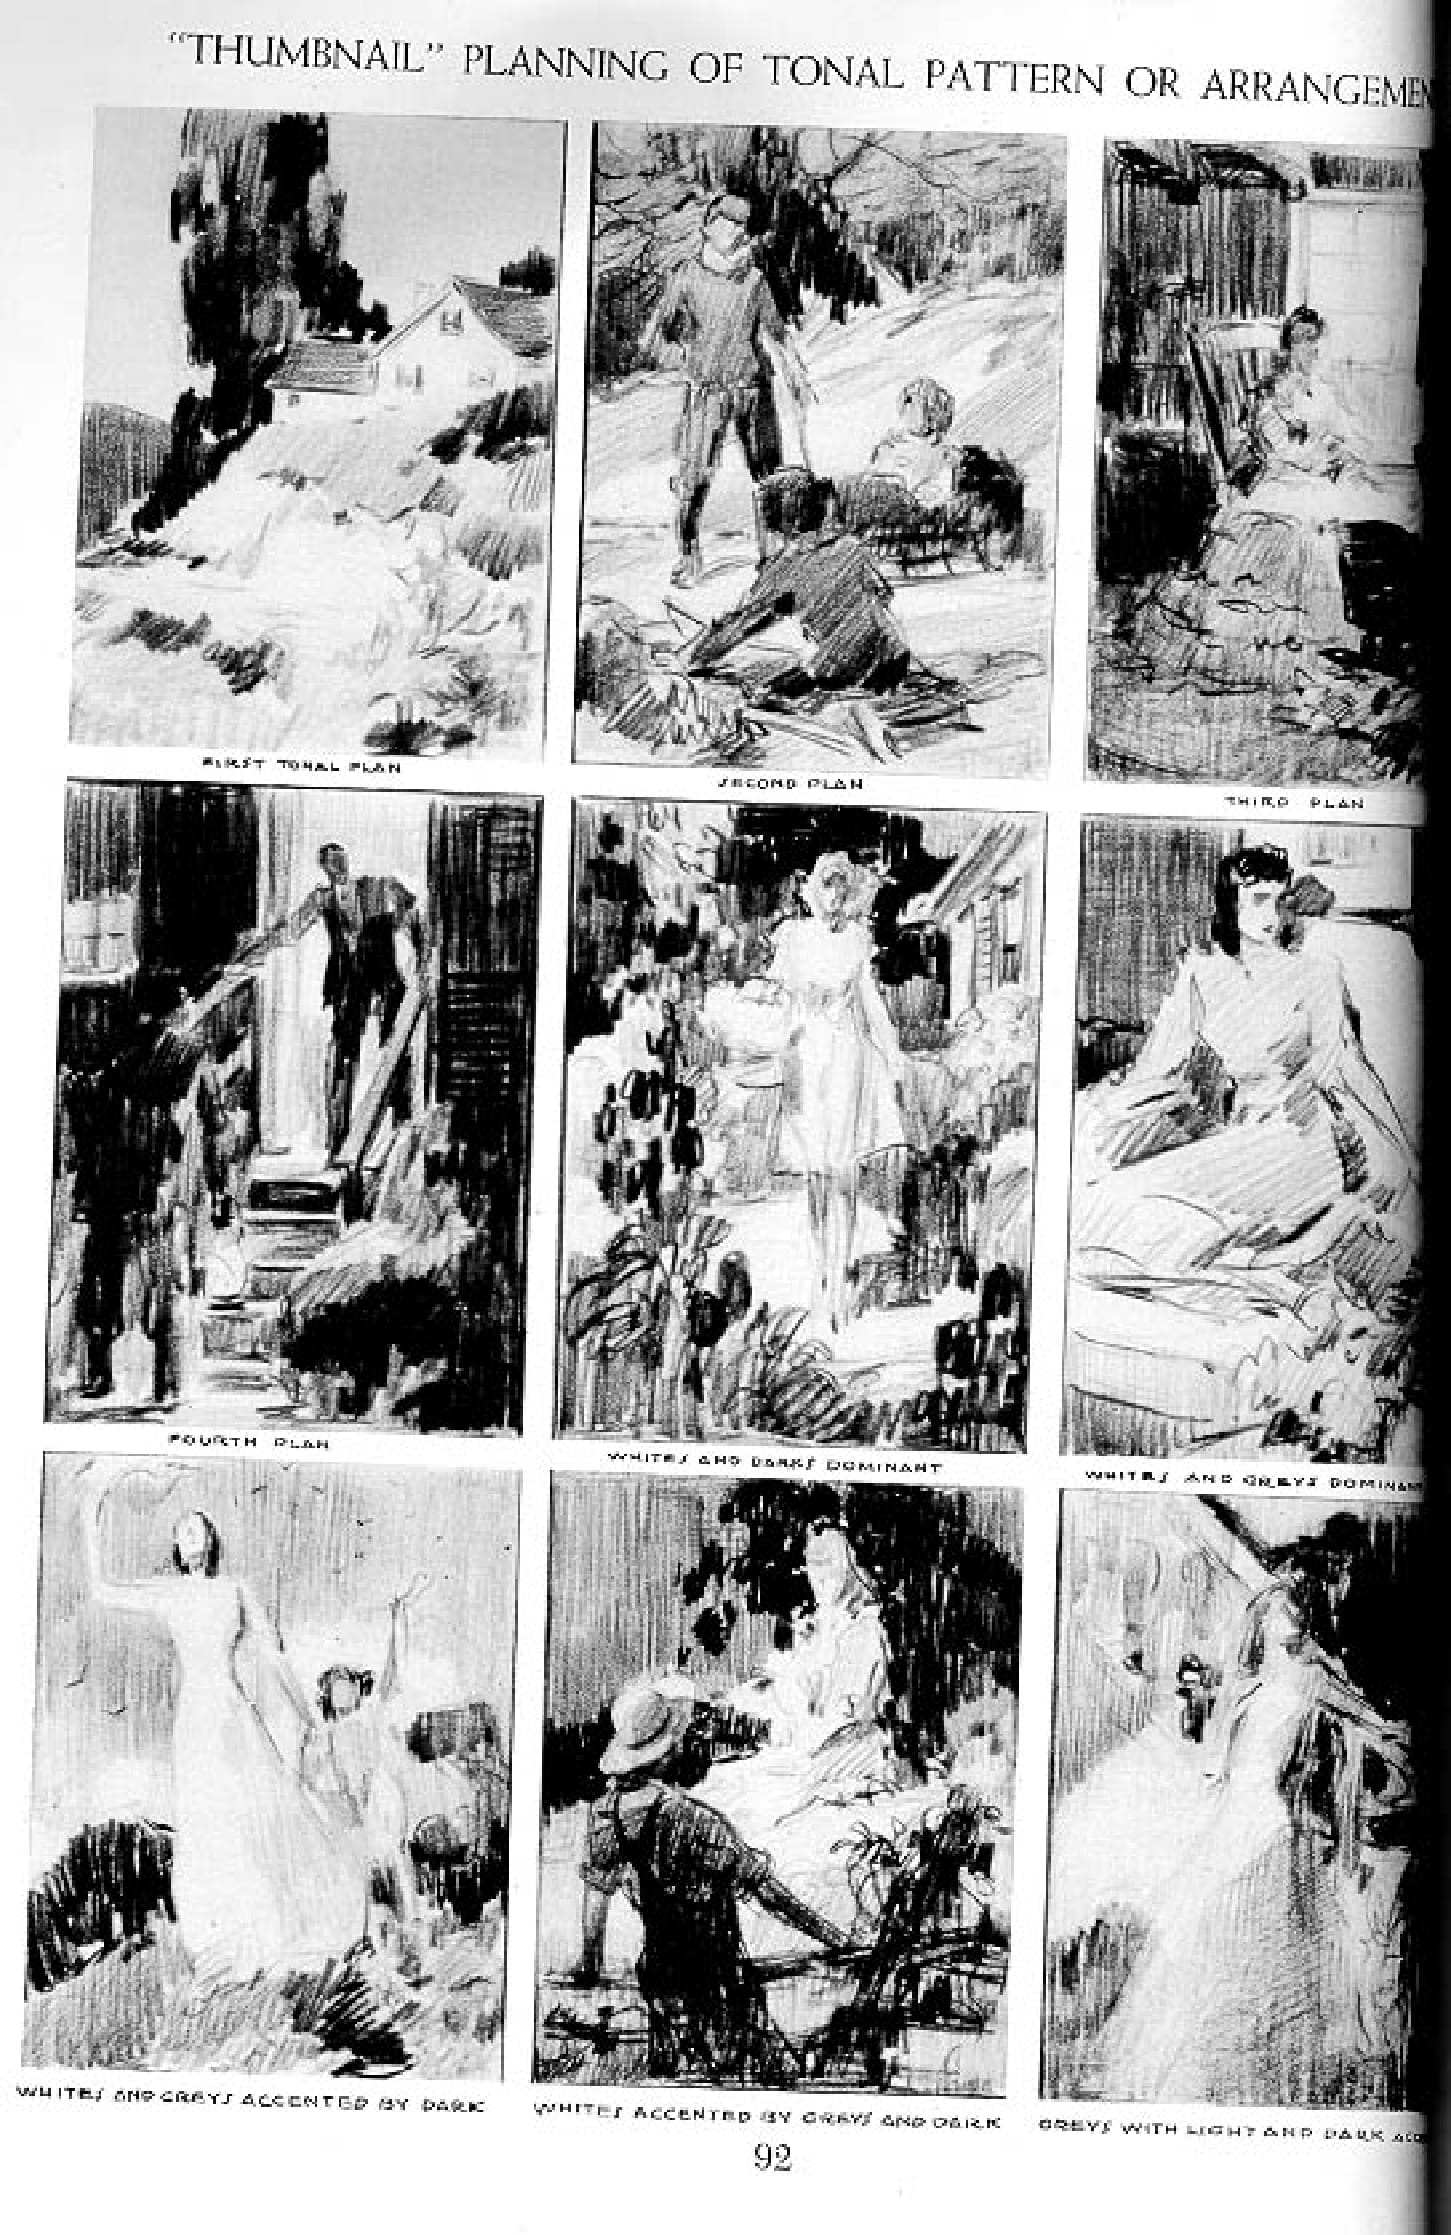 "THUMBNAIL" PLANNING OF TONAL PATTERN OR ARRANGEMEN
FIRST TONAL PLAN
SECOND PLAN
THIRD PLAN
FOURTH PLAN
WHITES AND DARKS DOMINANT
WHITES AND GREYS DOMINANT
WHITES AND GREYS ACCENTED BY DARK
WHITES ACCENTED BY GREYS AND DARK
GREYS WITH LIGHT AND DARK
92